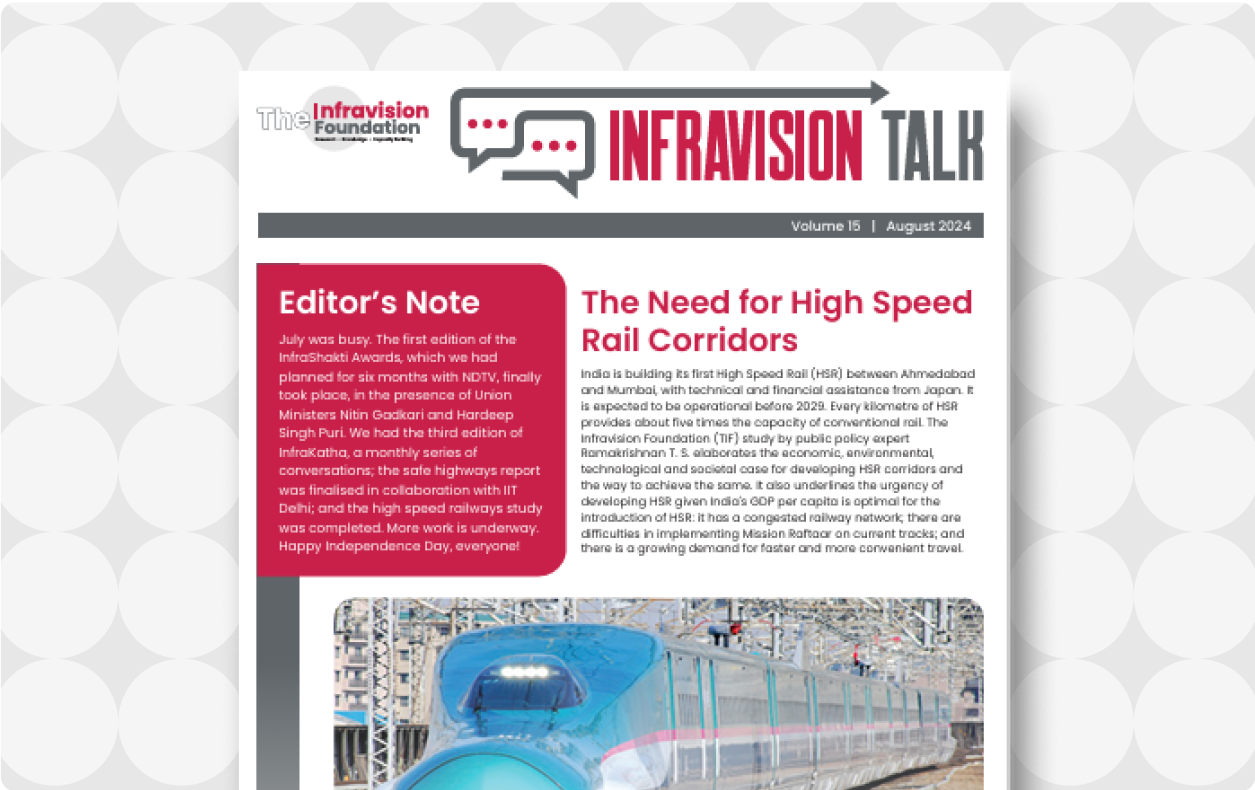 The Infravision
Foundation
INFRAVISION TALK
Volume 15 | August 2024
Editor’s Note
July was busy. The first edition of the
InfraShakti Awards, which we had
planned for six months with NDTV, finally
took place, in the presence of Union
Ministers Nitin Gadkari and Hardeep
Singh Puri. We had the third edition of
InfraKatha, a monthly series of
conversations; the safe highways report
was finalised in collaboration with IIT
Delhi; and the high speed railways study
was completed. More work is underway.
Happy Independence Day, everyone!
The Need for High Speed
Rail Corridors
India is building its first High Speed Rail (HSR) between Ahmedabad
and Mumbai, with technical and financial assistance from Japan. It
is expected to be operational before 2029. Every kilometre of HSR
provides about five times the capacity of conventional rail. The
Infravision Foundation (TIF) study by public policy expert
Ramakrishnan T. S. elaborates the economic, environmental,
technological and societal case for developing HSR corridors and
the way to achieve the same. It also underlines the urgency of
developing HSR given India's GDP per capita is optimal for the
introduction of HSR: it has a congested railway network; there are
difficulties in implementing Mission Raftaar on current tracks; and
there is a growing demand for faster and more convenient travel.